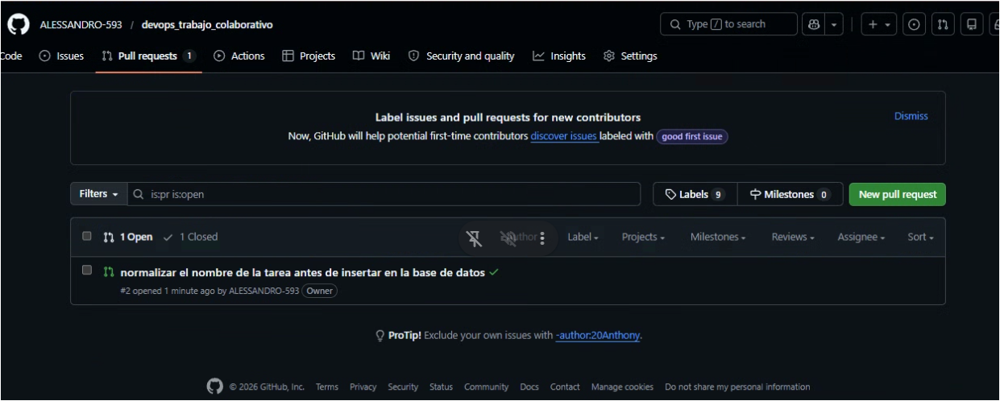 ALESSANDRO-593 / devops_trabajo_colaborativo
Type / to search
Code Issues Pull requests 1 Actions Projects Wiki Security and quality Insights Settings
Label issues and pull requests for new contributors
Dismiss
Now, GitHub will help potential first-time contributors discover issues labeled with good first issue
Filters is:pr is:open Labels 9 Milestones 0 New pull request
1 Open 1 Closed Label Projects Milestones Reviews Assignee Sort
normalizar el nombre de la tarea antes de insertar en la base de datos
#2 opened 1 minute ago by ALESSANDRO-593 Owner
ProTip! Exclude your own issues with -author:20Anthony.
© 2026 GitHub, Inc. Terms Privacy Security Status Community Docs Contact Manage cookies Do not share my personal information